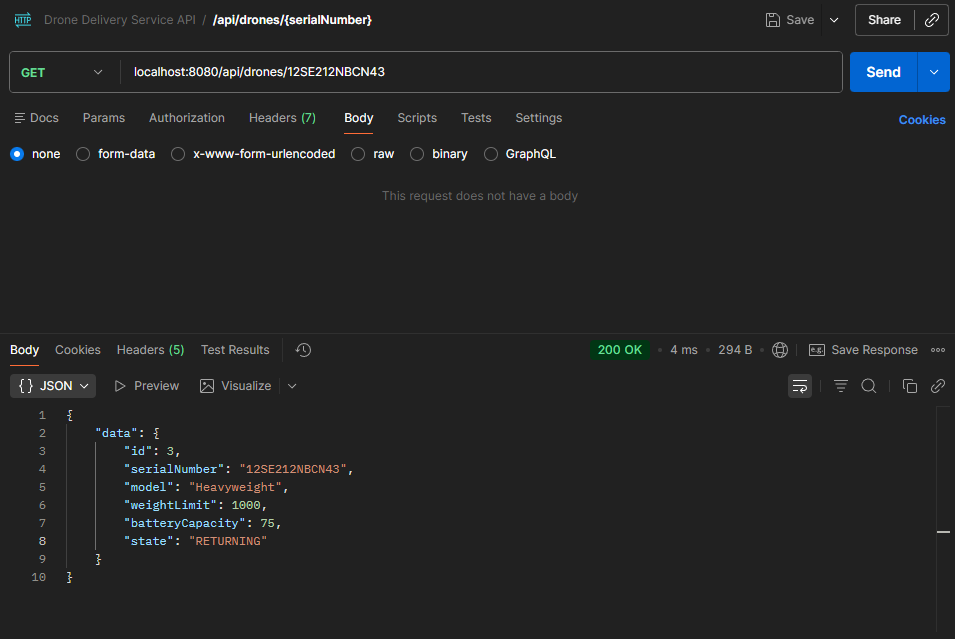 HTTP Drone Delivery Service API / /api/drones/{serialNumber} Save Share
GET localhost:8080/api/drones/12SE212NBCN43 Send
Docs Params Authorization Headers (7) Body Scripts Tests Settings Cookies
none form-data x-www-form-urlencoded raw binary GraphQL
This request does not have a body
Body Cookies Headers (5) Test Results 200 OK • 4 ms • 294 B • e.g. Save Response
{} JSON Preview Visualize
1 {
2 "data": {
3 "id": 3,
4 "serialNumber": "12SE212NBCN43",
5 "model": "Heavyweight",
6 "weightLimit": 1000,
7 "batteryCapacity": 75,
8 "state": "RETURNING"
9 }
10 }